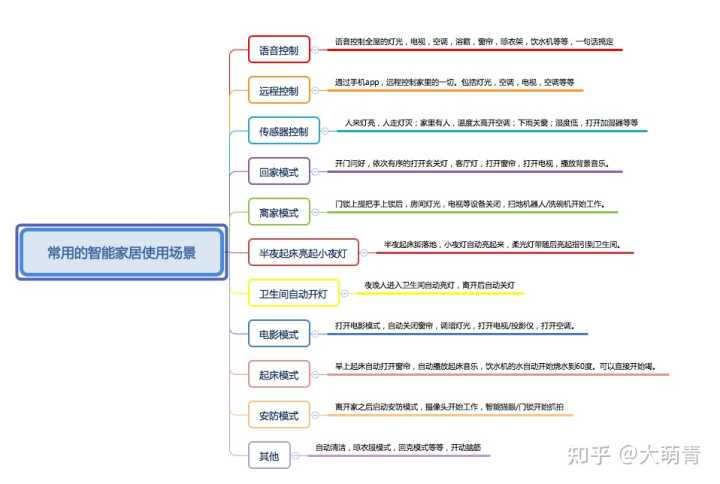 语音控制
语音控制全屋的灯光，电视，空调，浴霸，窗帘，晾衣架，饮水机等等，一句话搞定
远程控制
通过手机app，远程控制家里的一切。包括灯光，空调，电视，空调等等
传感器控制
人来灯亮，人走灯灭；家里有人，温度太高开空调；下雨关窗；湿度低，打开加湿器等等
回家模式
开门问好，依次有序的打开玄关灯，客厅灯，打开窗帘，打开电视，播放背景音乐。
离家模式
门锁上提把手上锁后，房间灯光，电视等设备关闭，扫地机器人/洗碗机开始工作。
常用的智能家居使用场景
半夜起床亮起小夜灯
半夜起床脚落地，小夜灯自动亮起来，柔光灯带随后亮起指引到卫生间。
卫生间自动开灯
夜晚人进入卫生间自动亮灯，离开后自动关灯
电影模式
打开电影模式，自动关闭窗帘，调暗灯光，打开电视/投影仪，打开空调。
起床模式
早上起床自动打开窗帘，自动播放起床音乐，饮水机的水自动开始烧水到60度。可以直接开始喝。
安防模式
离开家之后启动安防模式，摄像头开始工作，智能猫眼/门锁开始抓拍
其他
自动清洁，晾衣服模式，回克模式等等，开动脑筋
知乎 @大萌青